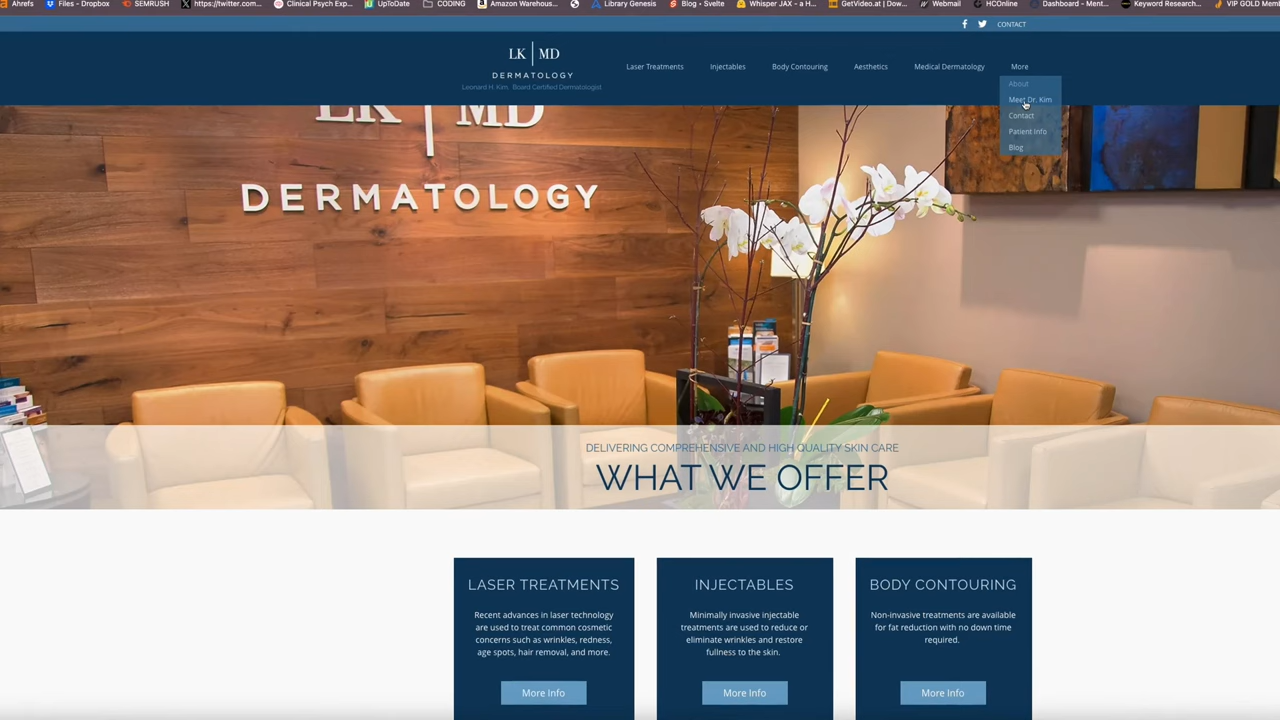 Ahrefs Files - Dropbox SEMRUSH https://twitter.com... Clinical Psych Exp... UpToDate CODING Amazon Warehous... Library Genesis Blog • Svelte Whisper JAX - a H... GetVideo.at | Dow... Webmail HCOnline Dashboard - Ment... Keyword Research... VIP GOLD Mem
CONTACT
LK | MD
DERMATOLOGY
Leonard H. Kim, Board Certified Dermatologist
Laser Treatments Injectables Body Contouring Aesthetics Medical Dermatology More
About
Meet Dr. Kim
Contact
Patient Info
Blog
LK | MD
DERMATOLOGY
DELIVERING COMPREHENSIVE AND HIGH QUALITY SKIN CARE
WHAT WE OFFER
LASER TREATMENTS
Recent advances in laser technology
are used to treat common cosmetic
concerns such as wrinkles, redness,
age spots, hair removal, and more.
More Info
INJECTABLES
Minimally invasive injectable
treatments are used to reduce or
eliminate wrinkles and restore
fullness to the skin.
More Info
BODY CONTOURING
Non-invasive treatments are available
for fat reduction with no down time
required.
More Info